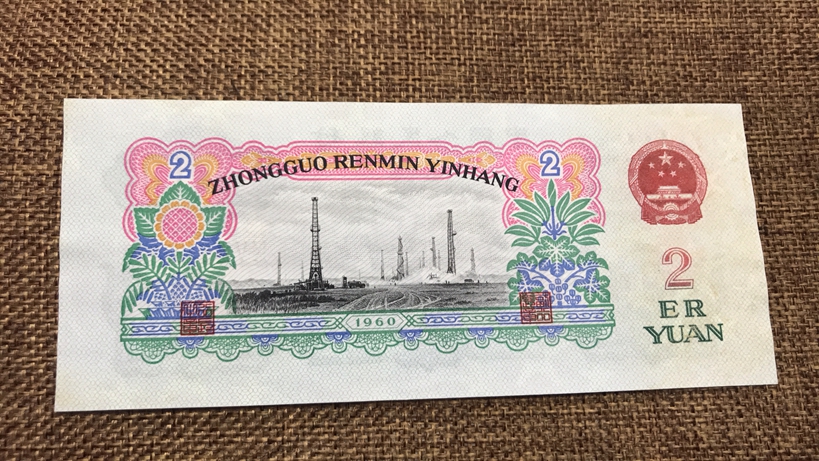 2
2
ZHONGGUO RENMIN YINHANG
1960
2
ER
YUAN